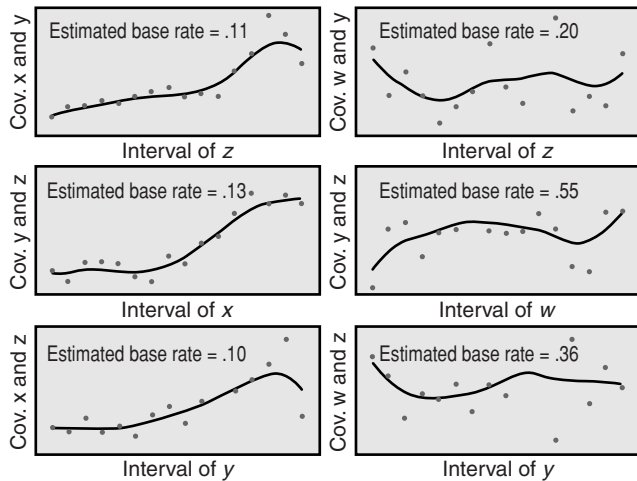 Cov. x and y
Estimated base rate = .11
Interval of z
Cov. w and y
Estimated base rate = .20
Interval of z
Cov. y and z
Estimated base rate = .13
Interval of x
Cov. y and z
Estimated base rate = .55
Interval of w
Cov. x and z
Estimated base rate = .10
Interval of y
Cov. w and z
Estimated base rate = .36
Interval of y